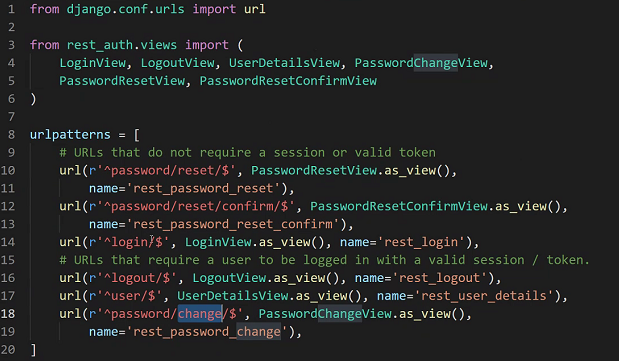 1 from django.conf.urls import url
2
3 from rest_auth.views import (
4     LoginView, LogoutView, UserDetailsView, PasswordChangeView,
5     PasswordResetView, PasswordResetConfirmView
6 )
7
8 urlpatterns = [
9     # URLs that do not require a session or valid token
10     url(r'^password/reset/$', PasswordResetView.as_view(),
11         name='rest_password_reset'),
12     url(r'^password/reset/confirm/$', PasswordResetConfirmView.as_view(),
13         name='rest_password_reset_confirm'),
14     url(r'^login/$', LoginView.as_view(), name='rest_login'),
15     # URLs that require a user to be logged in with a valid session / token.
16     url(r'^logout/$', LogoutView.as_view(), name='rest_logout'),
17     url(r'^user/$', UserDetailsView.as_view(), name='rest_user_details'),
18     url(r'^password/change/$', PasswordChangeView.as_view(),
19         name='rest_password_change'),
20 ]